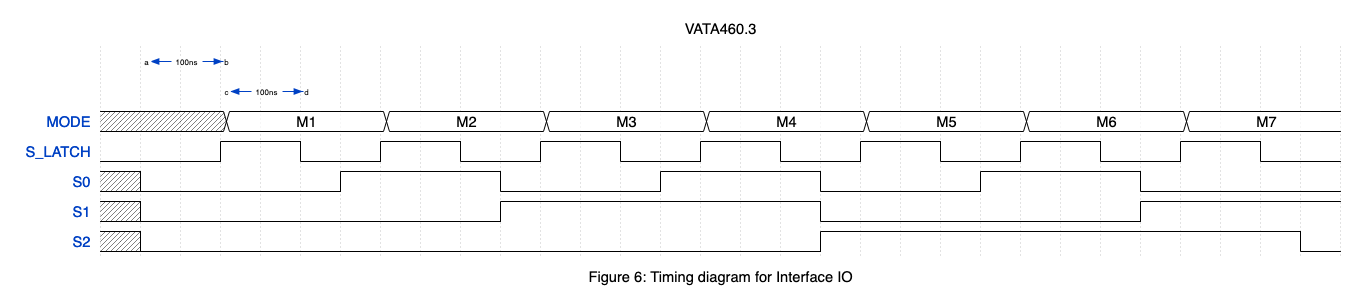 VATA460.3
a 100ns b
c 100ns d
MODE M1 M2 M3 M4 M5 M6 M7
S_LATCH
S0
S1
S2
Figure 6: Timing diagram for Interface IO